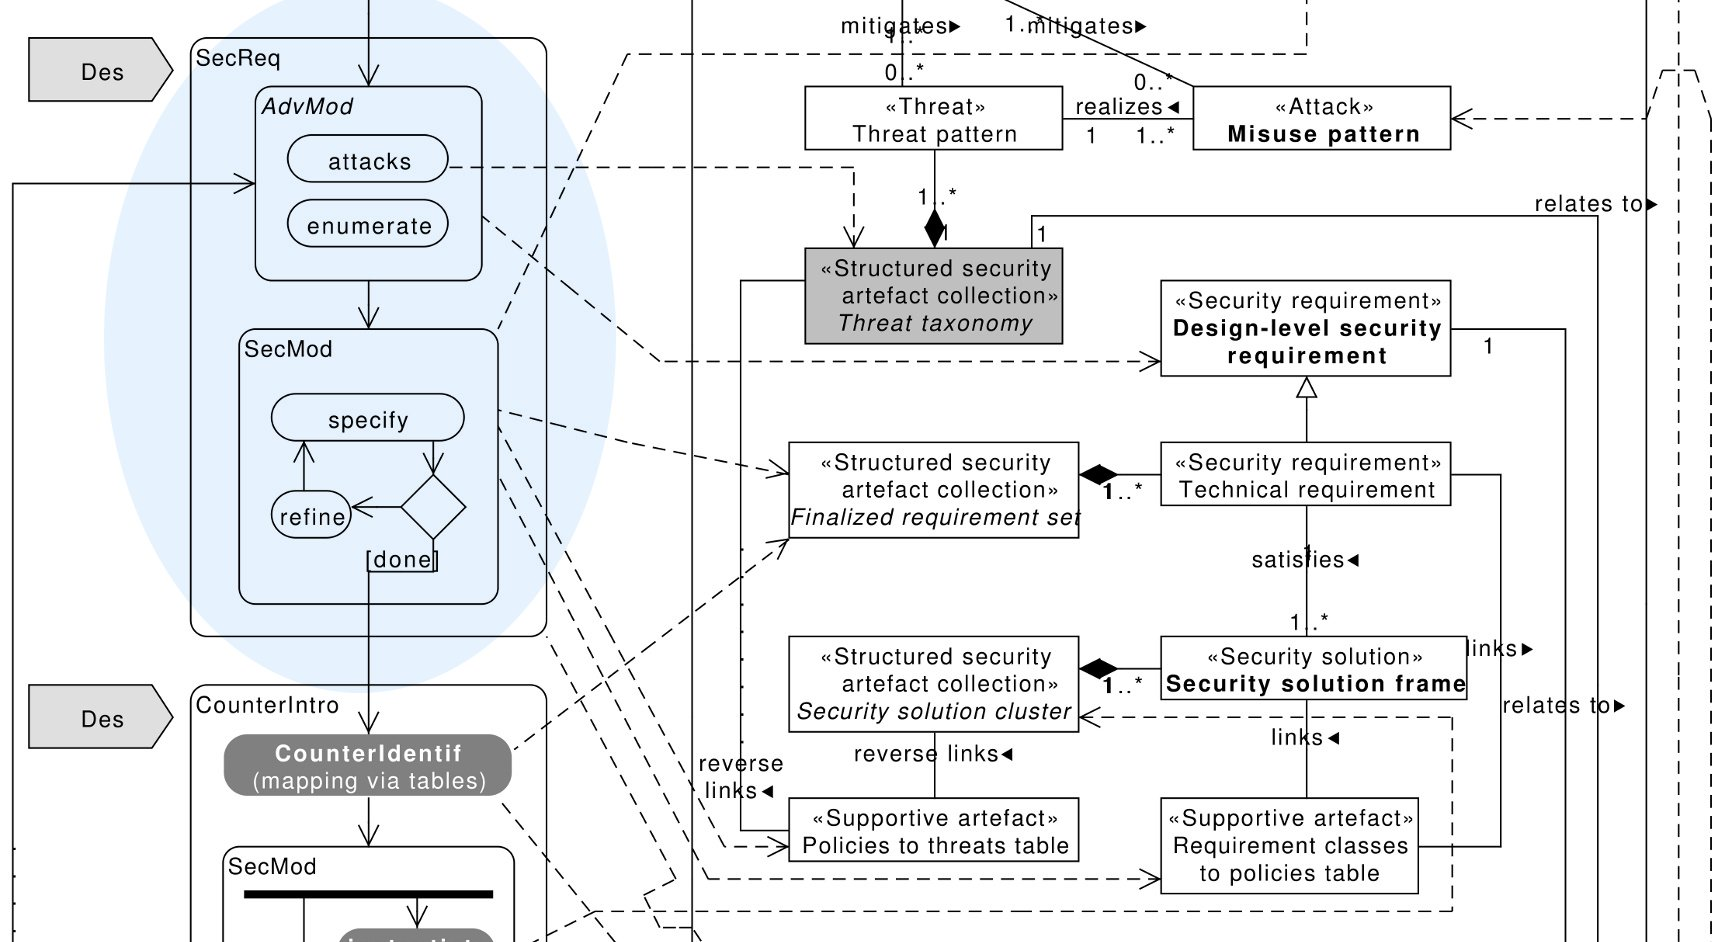 mitigates▶
1..*
1..*
mitigates▶
Des
SecReq
0..*
0..*
AdvMod
attacks
enumerate
«Threat»
Threat pattern
realizes◀
1
1..*
«Attack»
Misuse pattern
1..*
1
1
relates to▶
«Structured security
artefact collection»
Threat taxonomy
«Security requirement»
Design-level security
requirement
1
SecMod
specify
refine
[done]
«Structured security
artefact collection»
Finalized requirement set
1..*
«Security requirement»
Technical requirement
1
satisfies◀
1..*
«Structured security
artefact collection»
Security solution cluster
1..*
«Security solution»
Security solution frame
links▶
relates to▶
Des
CounterIntro
CounterIdentif
(mapping via tables)
reverse links◀
links◀
reverse
links◀
«Supportive artefact»
Policies to threats table
«Supportive artefact»
Requirement classes
to policies table
SecMod